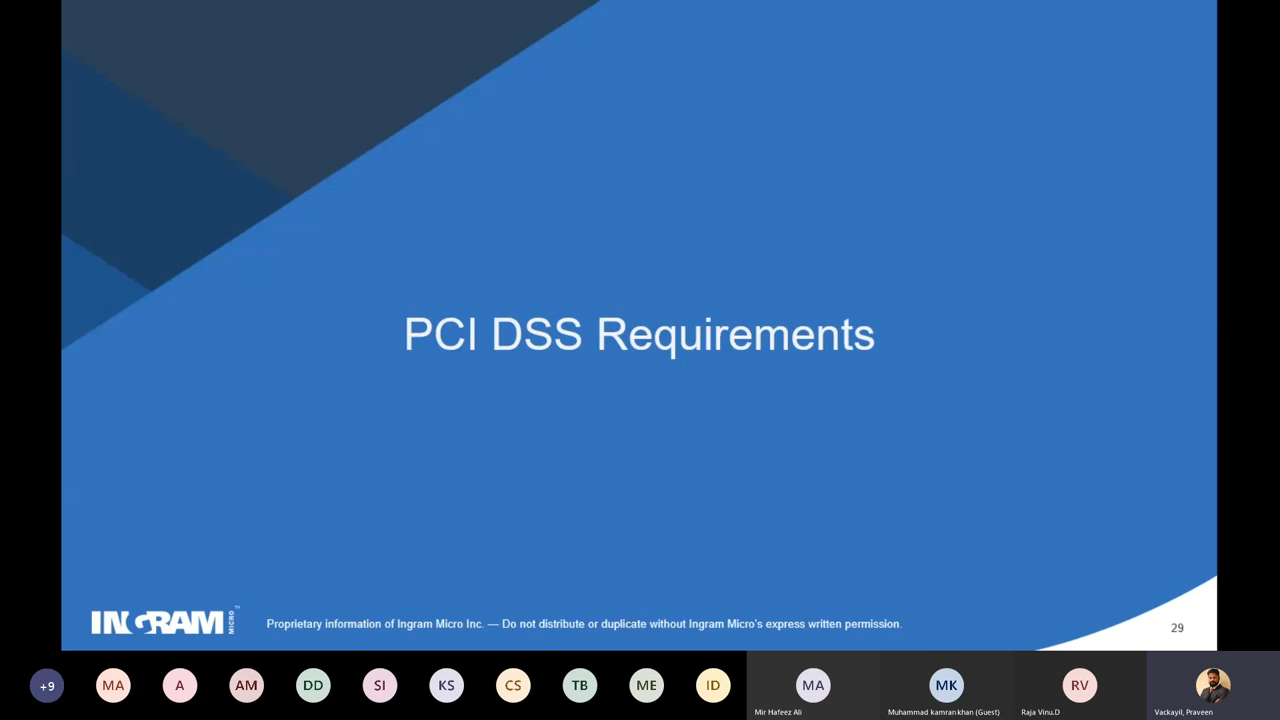 PCI DSS Requirements
INGRAM MICRO ™
Proprietary information of Ingram Micro Inc. — Do not distribute or duplicate without Ingram Micro's express written permission.
29
+9 MA A AM DD SI KS CS TB ME ID MA MK RV
Mir Hafeez Ali Muhammad kamran khan (Guest) Raja Vinu.D Vackayil, Praveen